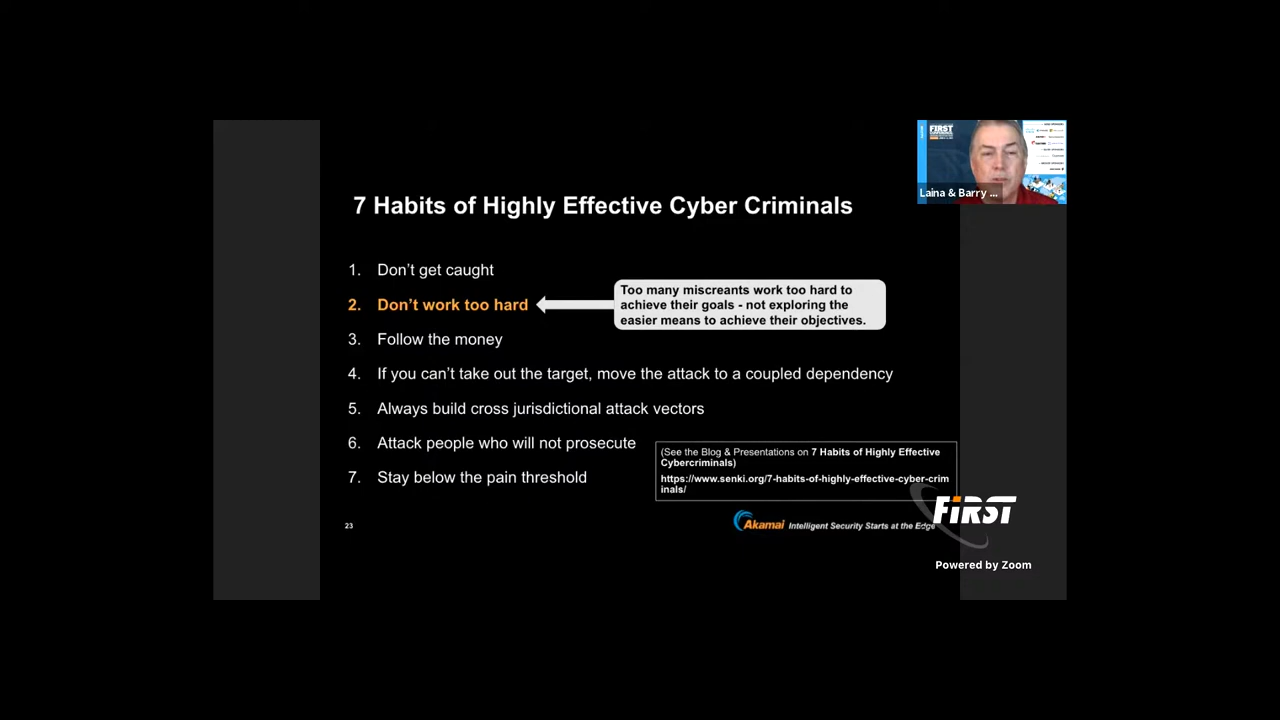 FIRST
Laina & Barry ...
7 Habits of Highly Effective Cyber Criminals
1. Don't get caught
2. Don't work too hard
Too many miscreants work too hard to
achieve their goals - not exploring the
easier means to achieve their objectives.
3. Follow the money
4. If you can't take out the target, move the attack to a coupled dependency
5. Always build cross jurisdictional attack vectors
6. Attack people who will not prosecute
7. Stay below the pain threshold
(See the Blog & Presentations on 7 Habits of Highly Effective
Cybercriminals)
https://www.senki.org/7-habits-of-highly-effective-cyber-crim
inals/
23
Akamai Intelligent Security Starts at the Edge
FiRST
Powered by Zoom